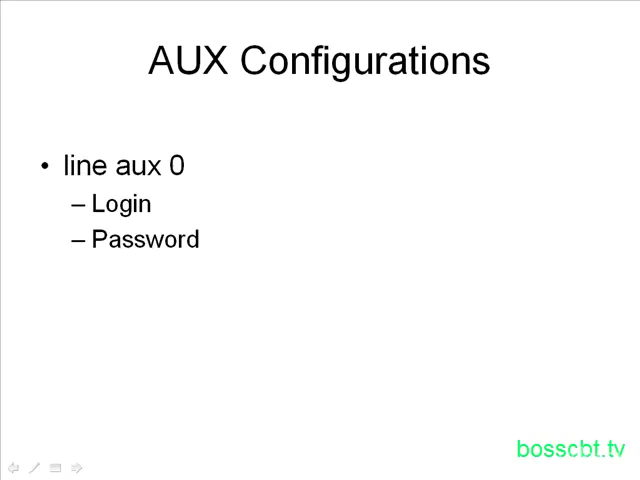 AUX Configurations
• line aux 0
– Login
– Password
bosscbt.tv